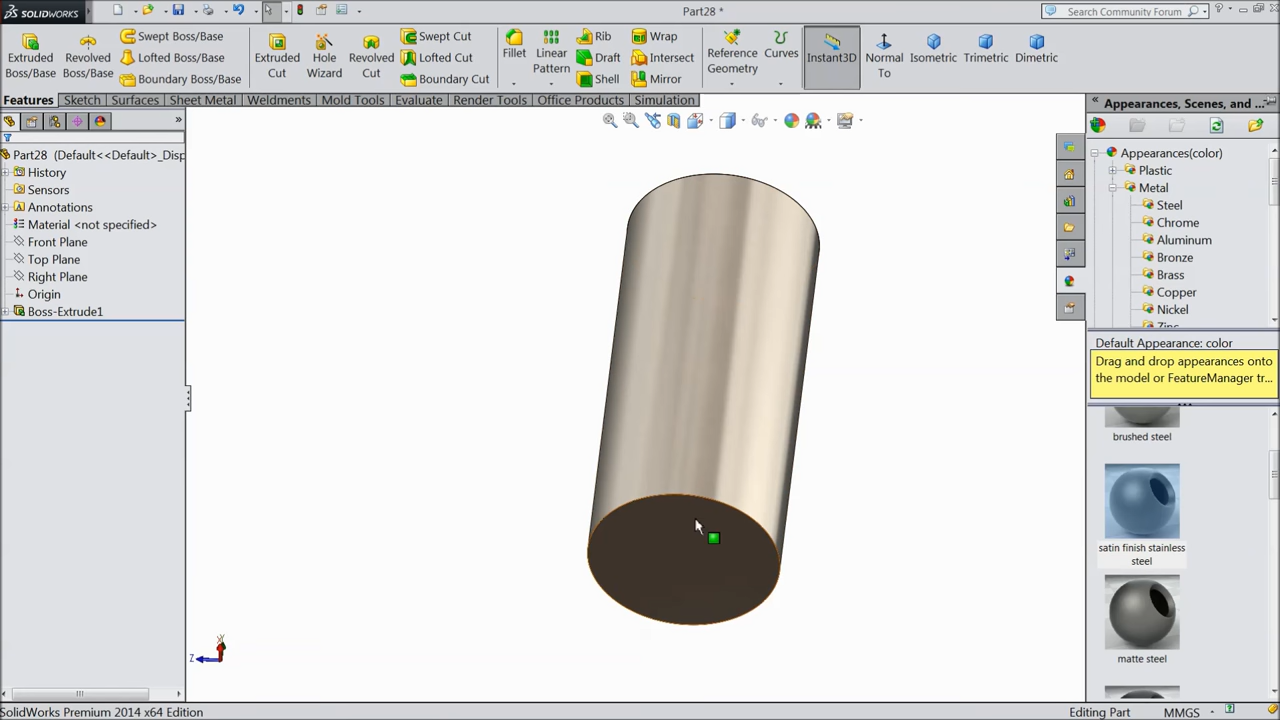 SOLIDWORKS
Part28 *
Search Community Forum
Extruded Boss/Base
Revolved Boss/Base
Swept Boss/Base
Lofted Boss/Base
Boundary Boss/Base
Extruded Cut
Hole Wizard
Revolved Cut
Swept Cut
Lofted Cut
Boundary Cut
Fillet
Linear Pattern
Rib
Draft
Shell
Wrap
Intersect
Mirror
Reference Geometry
Curves
Instant3D
Normal To
Isometric
Trimetric
Dimetric
Features Sketch Surfaces Sheet Metal Weldments Mold Tools Evaluate Render Tools Office Products Simulation
Part28 (Default<<Default>_Disp
History
Sensors
Annotations
Material <not specified>
Front Plane
Top Plane
Right Plane
Origin
Boss-Extrude1
Z
Appearances, Scenes, and ...
Appearances(color)
Plastic
Metal
Steel
Chrome
Aluminum
Bronze
Brass
Copper
Nickel
Zinc
Default Appearance: color
Drag and drop appearances onto
the model or FeatureManager tr...
brushed steel
satin finish stainless
steel
matte steel
SolidWorks Premium 2014 x64 Edition
Editing Part
MMGS